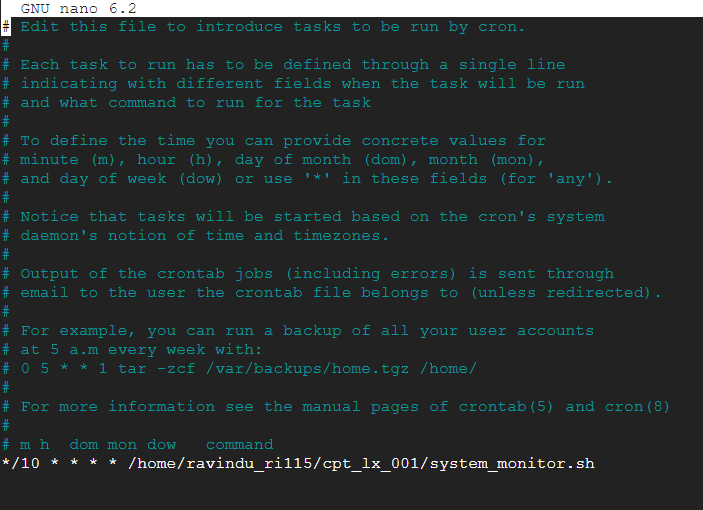 GNU nano 6.2
# Edit this file to introduce tasks to be run by cron.
#
# Each task to run has to be defined through a single line
# indicating with different fields when the task will be run
# and what command to run for the task
#
# To define the time you can provide concrete values for
# minute (m), hour (h), day of month (dom), month (mon),
# and day of week (dow) or use '*' in these fields (for 'any').
#
# Notice that tasks will be started based on the cron's system
# daemon's notion of time and timezones.
#
# Output of the crontab jobs (including errors) is sent through
# email to the user the crontab file belongs to (unless redirected).
#
# For example, you can run a backup of all your user accounts
# at 5 a.m every week with:
# 0 5 * * 1 tar -zcf /var/backups/home.tgz /home/
#
# For more information see the manual pages of crontab(5) and cron(8)
#
# m h  dom mon dow   command
*/10 * * * * /home/ravindu_ri115/cpt_lx_001/system_monitor.sh